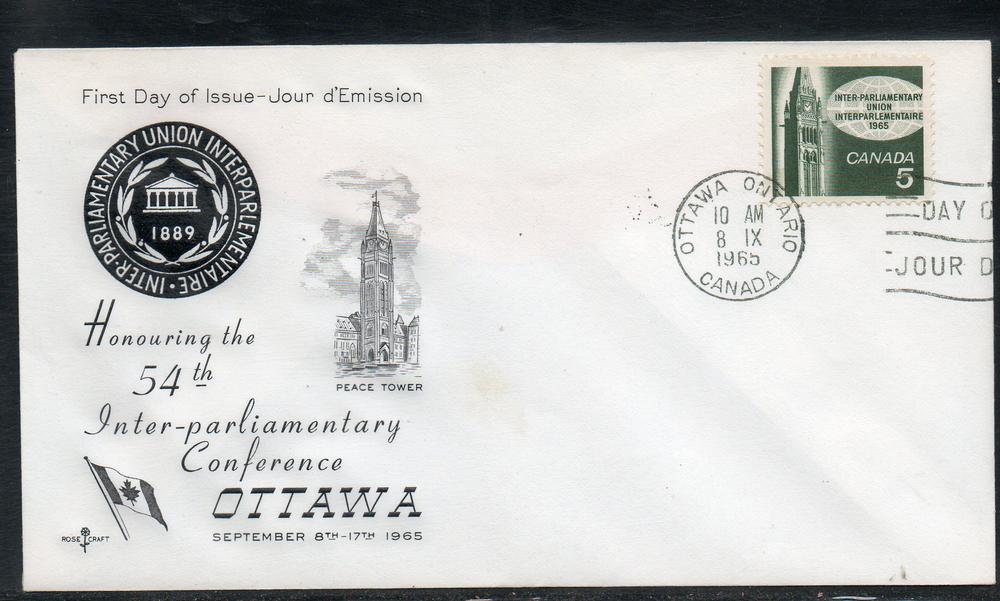 First Day of Issue-Jour d'Emission
INTER-PARLIAMENTARY UNION INTERPARLEMENTAIRE •
1889
Honouring the
54th
Inter-parliamentary
Conference
OTTAWA
SEPTEMBER 8TH-17TH 1965
ROSE CRAFT
PEACE TOWER
INTER-PARLIAMENTARY
UNION
INTERPARLEMENTAIRE
1965
CANADA
5
OTTAWA ONTARIO
10 AM
8 IX
1965
CANADA
DAY O
JOUR D